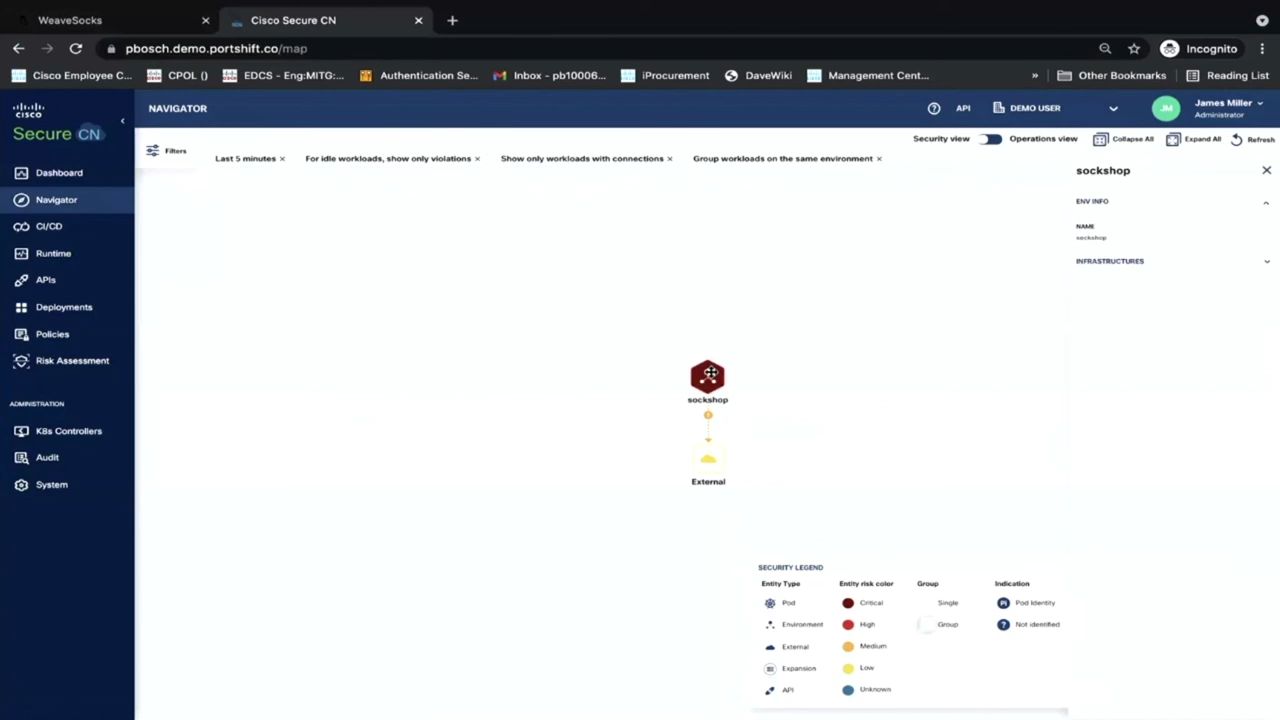 WeaveSocks
Cisco Secure CN
pbosch.demo.portshift.co/map
Incognito
Cisco Employee C...
CPOL ()
EDCS - Eng:MITG:...
Authentication Se...
Inbox - pb10006...
iProcurement
DaveWiki
Management Cent...
»
Other Bookmarks
Reading List
cisco
Secure CN
NAVIGATOR
API
DEMO USER
JM
James Miller
Administrator
Filters
Last 5 minutes
For idle workloads, show only violations
Show only workloads with connections
Group workloads on the same environment
Security view
Operations view
Collapse All
Expand All
Refresh
Dashboard
Navigator
CI/CD
Runtime
APIs
Deployments
Policies
Risk Assessment
ADMINISTRATION
K8s Controllers
Audit
System
sockshop
ENV INFO
NAME
sockshop
INFRASTRUCTURES
sockshop
External
SECURITY LEGEND
Entity Type
Entity risk color
Group
Indication
Pod
Critical
Single
Pi
Pod Identity
Environment
High
Group
?
Not identified
External
Medium
Expansion
Low
API
Unknown